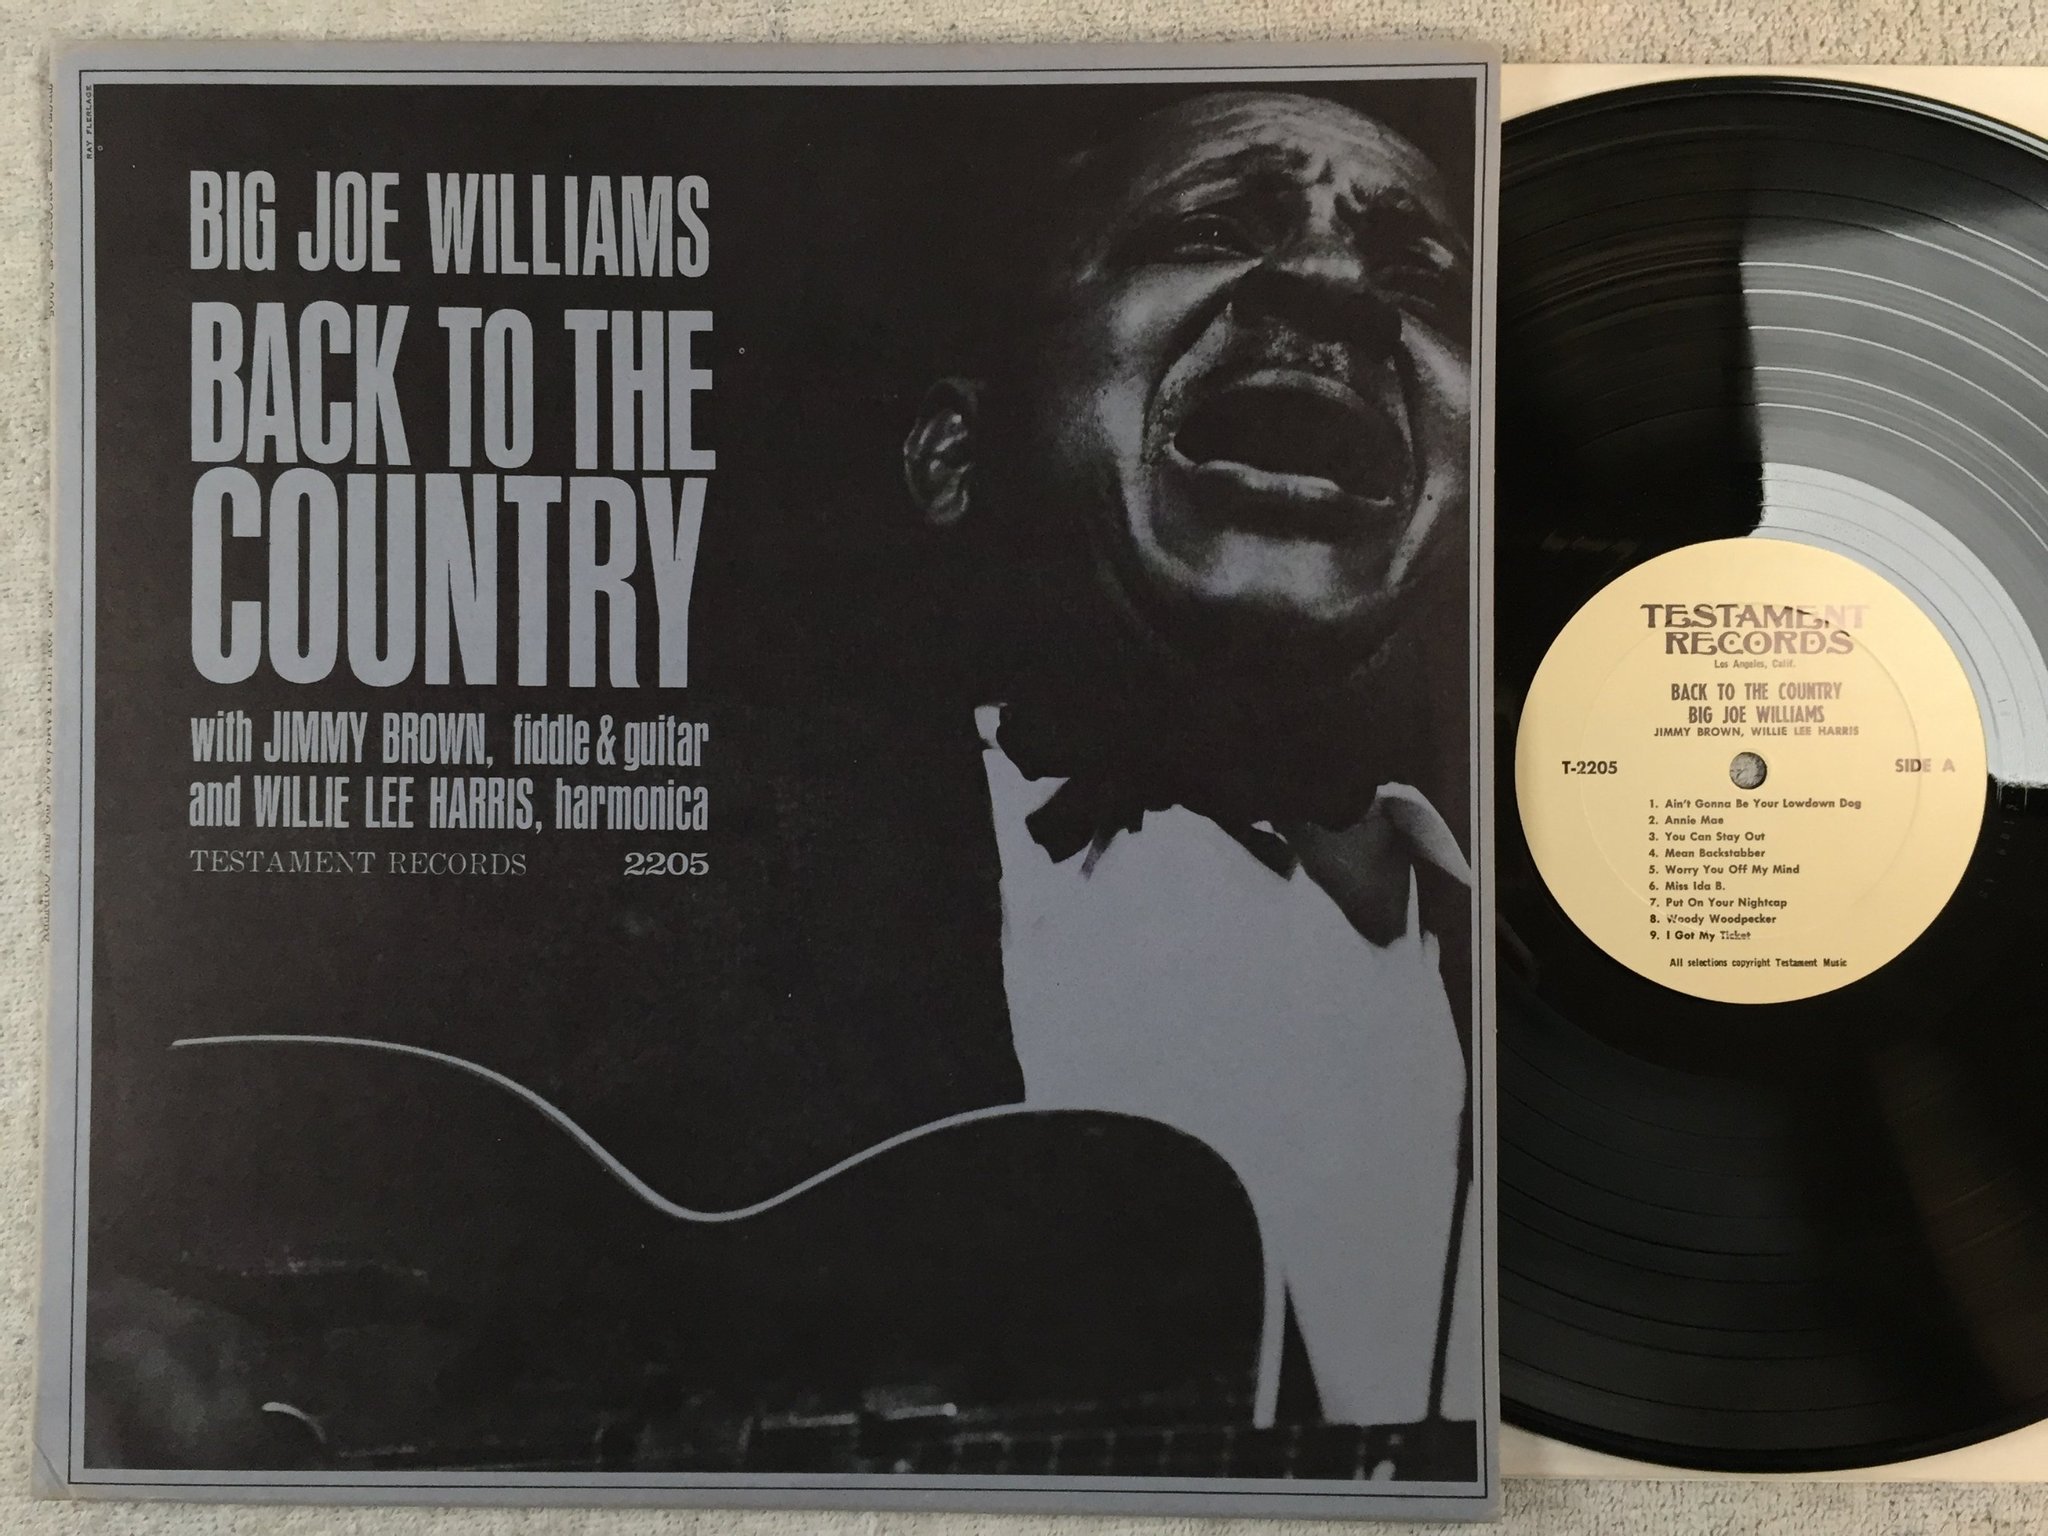 RAY FLERLAGE
BIG JOE WILLIAMS
BACK TO THE
COUNTRY
with JIMMY BROWN, fiddle & guitar
and WILLIE LEE HARRIS, harmonica
TESTAMENT RECORDS 2205
TESTAMENT
RECORDS
Los Angeles, Calif.
BACK TO THE COUNTRY
BIG JOE WILLIAMS
JIMMY BROWN, WILLIE LEE HARRIS
T-2205 SIDE A
1. Ain't Gonna Be Your Lowdown Dog
2. Annie Mae
3. You Can Stay Out
4. Mean Backstabber
5. Worry You Off My Mind
6. Miss Ida B.
7. Put On Your Nightcap
8. Woody Woodpecker
9. I Got My Ticket
All selections copyright Testament Music